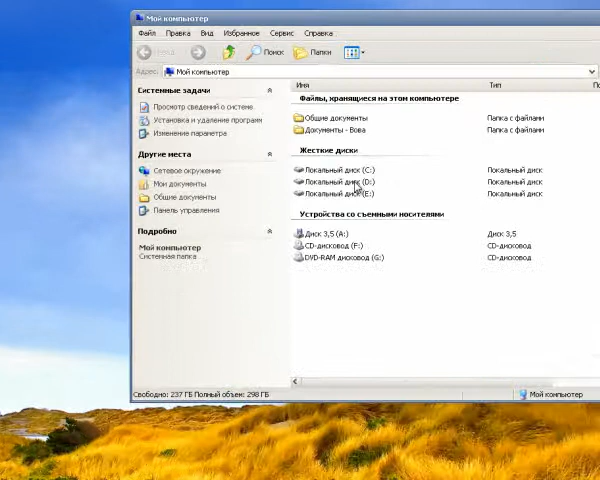 Мой компьютер
Файл Правка Вид Избранное Сервис Справка
Назад Поиск Папки
Адрес: Мой компьютер
Системные задачи
Просмотр сведений о системе
Установка и удаление программ
Изменение параметра
Другие места
Сетевое окружение
Мои документы
Общие документы
Панель управления
Подробно
Мой компьютер
Системная папка
Имя Тип
Файлы, хранящиеся на этом компьютере
Общие документы Папка с файлами
Документы - Вова Папка с файлами
Жесткие диски
Локальный диск (C:) Локальный диск
Локальный диск (D:) Локальный диск
Локальный диск (E:) Локальный диск
Устройства со съемными носителями
Диск 3,5 (A:) Диск 3,5
CD-дисковод (F:) CD-дисковод
DVD-RAM дисковод (G:) CD-дисковод
Свободно: 237 ГБ Полный объем: 298 ГБ Мой компьютер